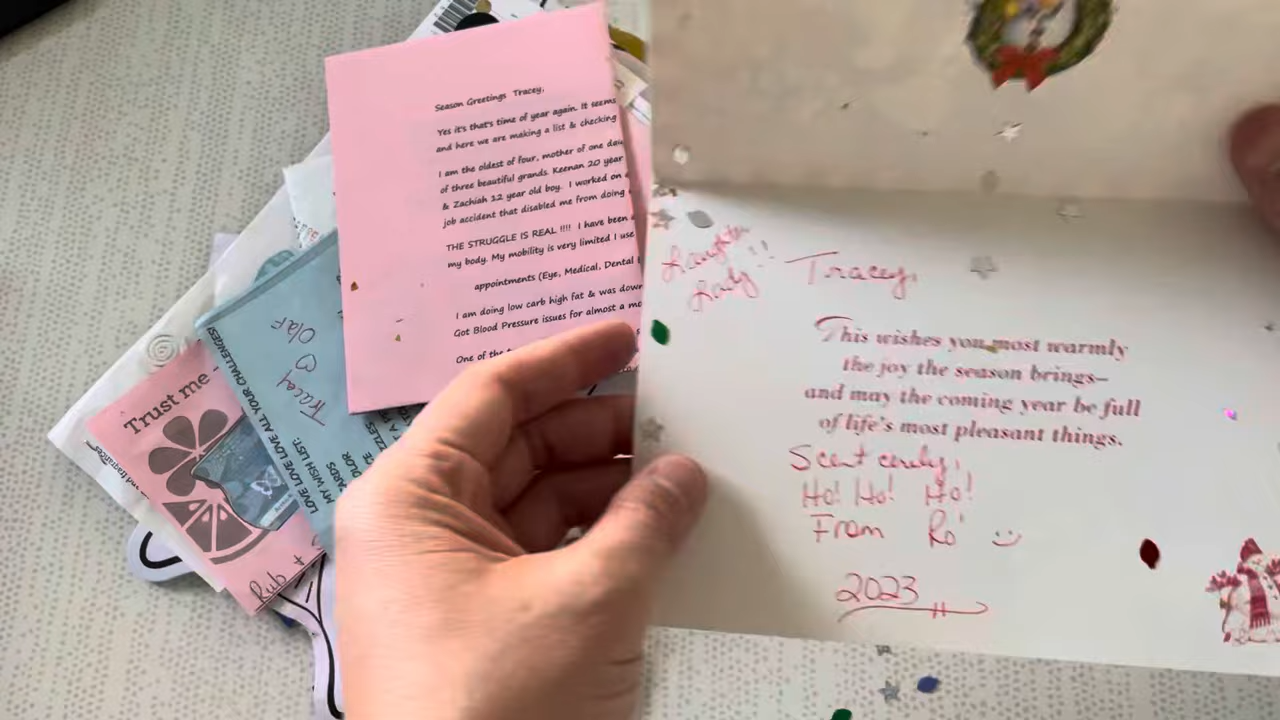 Season Greetings Tracey,
Yes it's that's time of year again. It seems
and here we are making a list & checking
I am the oldest of four, mother of one dau
of three beautiful grands. Keenan 20 year
& Zachiah 12 year old boy. I worked on
job accident that disabled me from doing
THE STRUGGLE IS REAL !!!! I have been
my body. My mobility is very limited I use
appointments (Eye, Medical, Dental
I am doing low carb high fat & was down
Got Blood Pressure issues for almost a mo
One of the
Laughter
Lady !!
Tracey,
This wishes you most warmly
the joy the season brings–
and may the coming year be full
of life's most pleasant things.
Scent cerely,
Ho! Ho! Ho!
From Ro'
2023
Trust me
Rub +
Tracey ♡ Olaf
LOVE LOVE LOVE ALL YOUR CHALLENGES!
MY WISH LIST:
CARDS